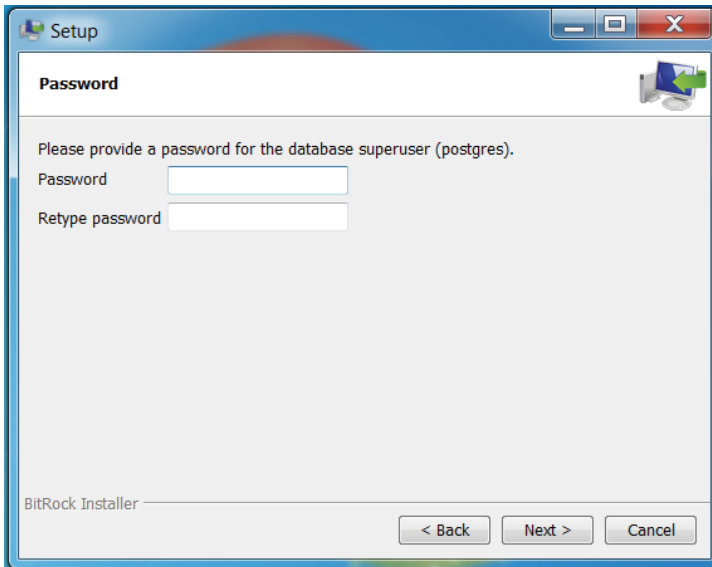 Setup
Password
Please provide a password for the database superuser (postgres).
Password
Retype password
BitRock Installer
< Back Next > Cancel